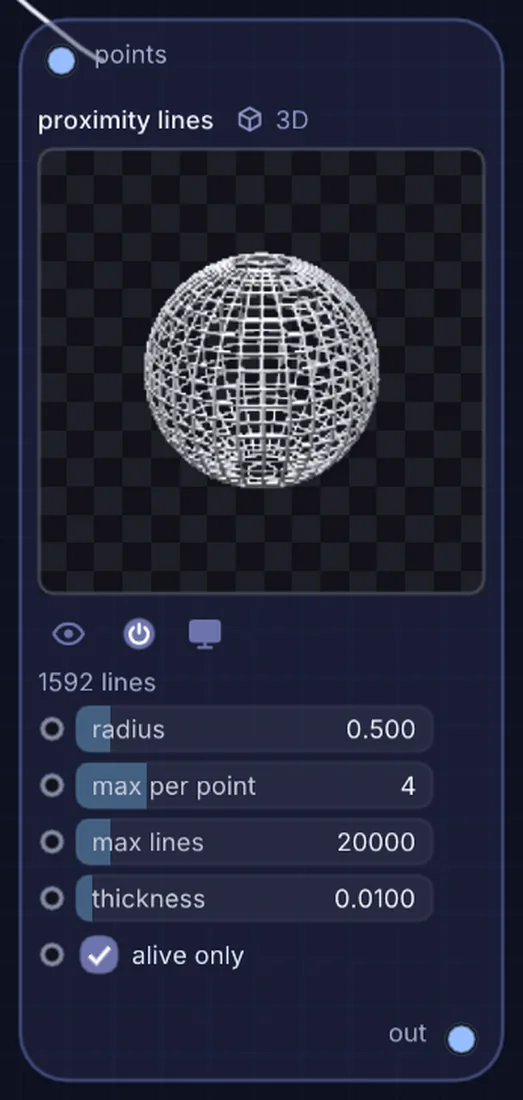 points
proximity lines 3D
1592 lines
radius 0.500
max per point 4
max lines 20000
thickness 0.0100
alive only
out